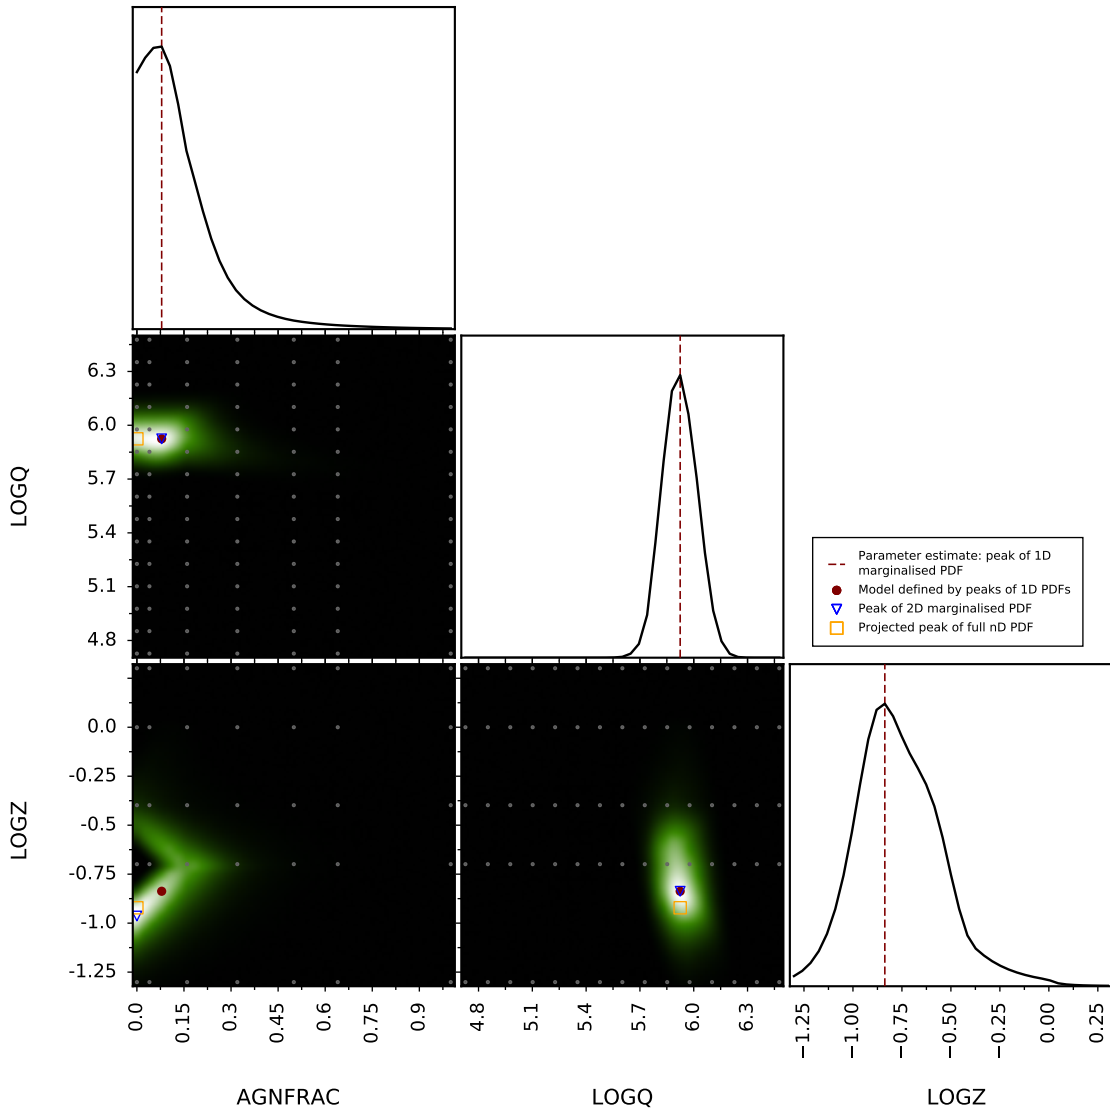 6.3
6.0
5.7
5.4
5.1
4.8
LOGQ
Parameter estimate: peak of 1D
marginalised PDF
Model defined by peaks of 1D PDFs
Peak of 2D marginalised PDF
Projected peak of full nD PDF
0.0
-0.25
-0.5
-0.75
-1.0
-1.25
LOGZ
0.0 0.15 0.3 0.45 0.6 0.75 0.9
4.8 5.1 5.4 5.7 6.0 6.3
−1.25 −1.00 −0.75 −0.50 −0.25 0.00 0.25
AGNFRAC LOGQ LOGZ